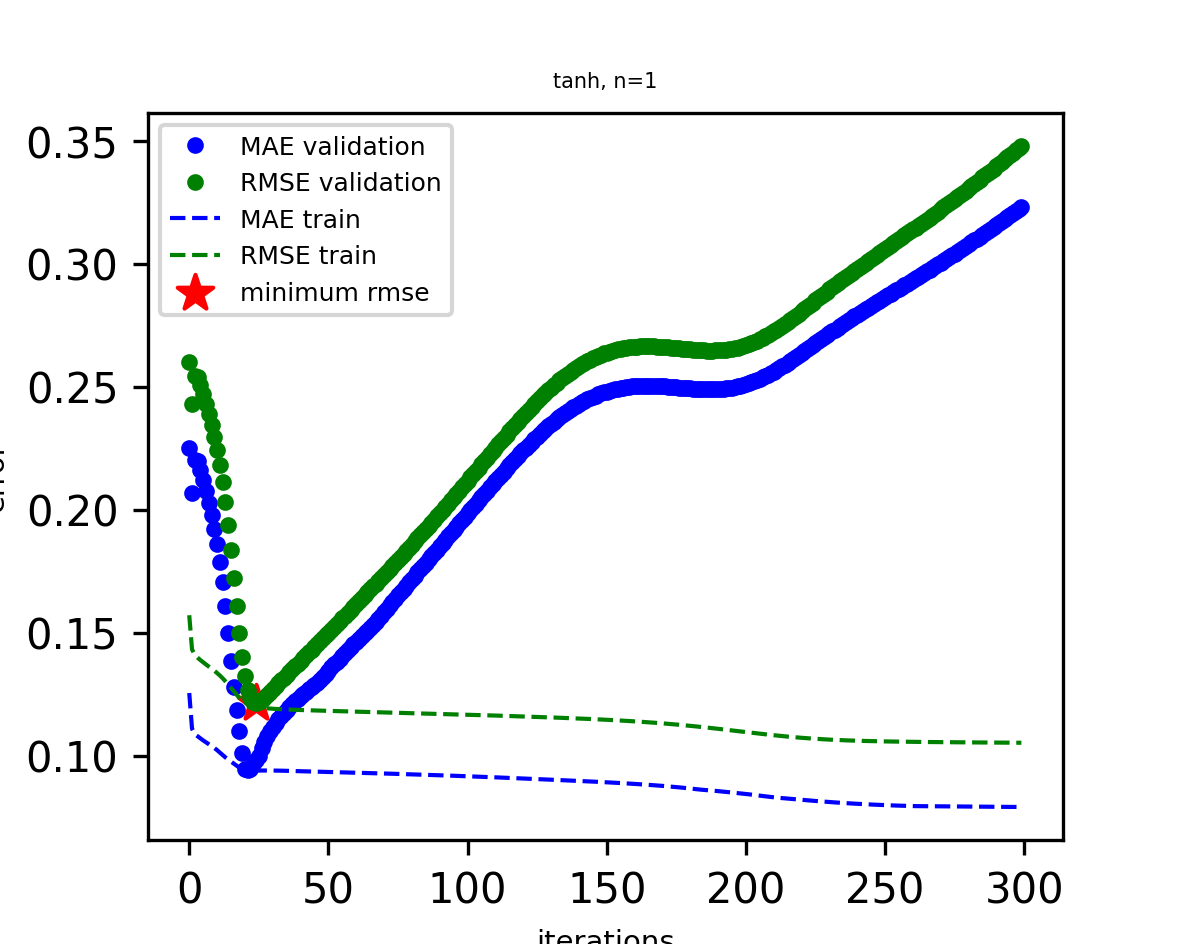 tanh, n=1
0.35
0.30
0.25
0.20
0.15
0.10
MAE validation
RMSE validation
MAE train
RMSE train
minimum rmse
0 50 100 150 200 250 300
iterations